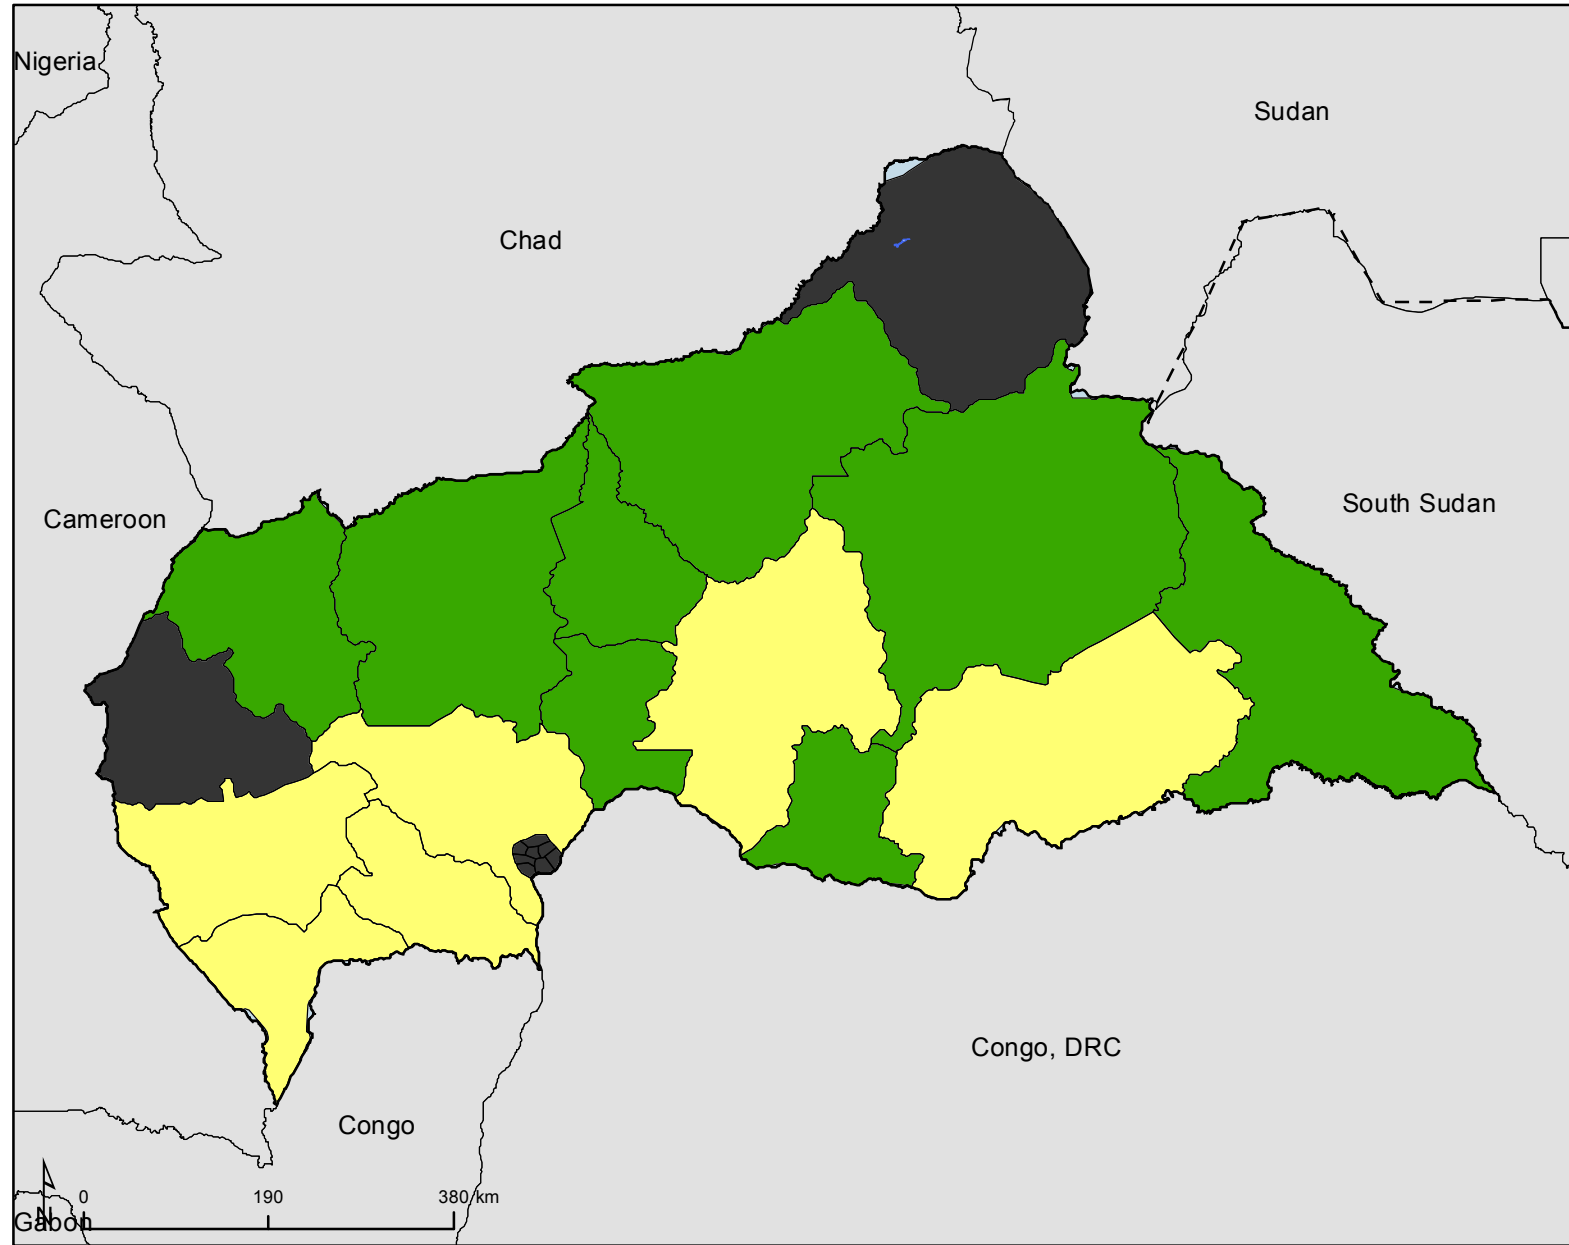 Nigeria
Sudan
Chad
South Sudan
Cameroon
Congo, DRC
Congo
0 190 380 km
N
Gabon